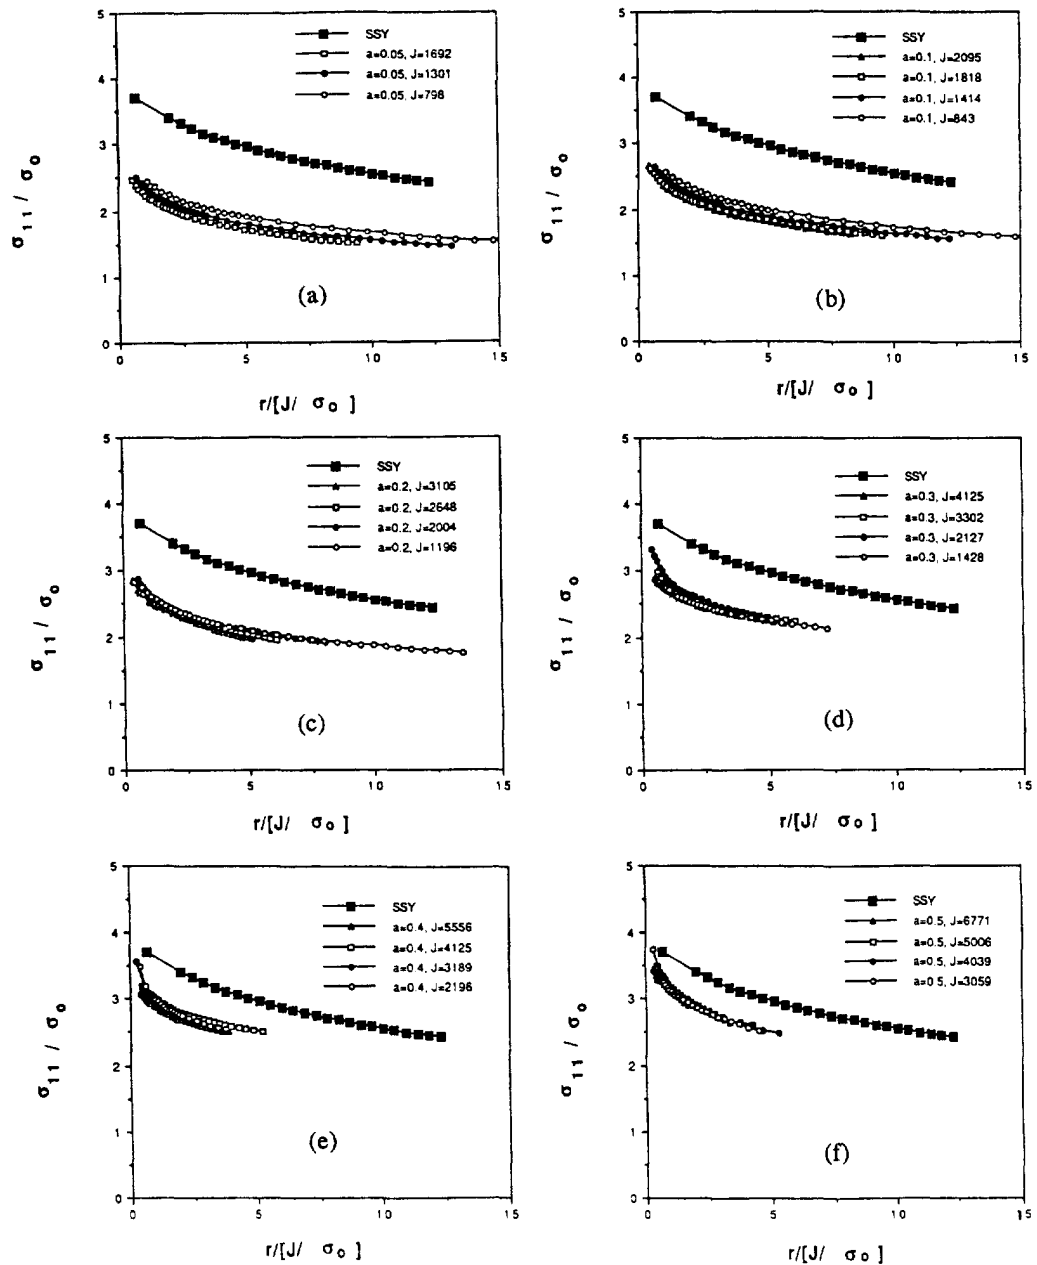 5
4
3
2
1
0
σ11 / σo
SSY
a=0.05, J=1692
a=0.05, J=1301
a=0.05, J=798
(a)
0 5 10 15
r/[J/ σo ]
5
4
3
2
1
0
σ11 / σo
SSY
a=0.1, J=2095
a=0.1, J=1818
a=0.1, J=1414
a=0.1, J=843
(b)
0 5 10 15
r/[J/ σo ]
5
4
3
2
1
0
σ11 / σo
SSY
a=0.2, J=3105
a=0.2, J=2648
a=0.2, J=2004
a=0.2, J=1196
(c)
0 5 10 15
r/[J/ σo ]
5
4
3
2
1
0
σ11 / σo
SSY
a=0.3, J=4125
a=0.3, J=3302
a=0.3, J=2127
a=0.3, J=1428
(d)
0 5 10 15
r/[J/ σo ]
5
4
3
2
1
0
σ11 / σo
SSY
a=0.4, J=5556
a=0.4, J=4125
a=0.4, J=3189
a=0.4, J=2196
(e)
0 5 10 15
r/[J/ σo ]
5
4
3
2
1
0
σ11 / σo
SSY
a=0.5, J=6771
a=0.5, J=5006
a=0.5, J=4039
a=0.5, J=3059
(f)
0 5 10 15
r/[J/ σo ]